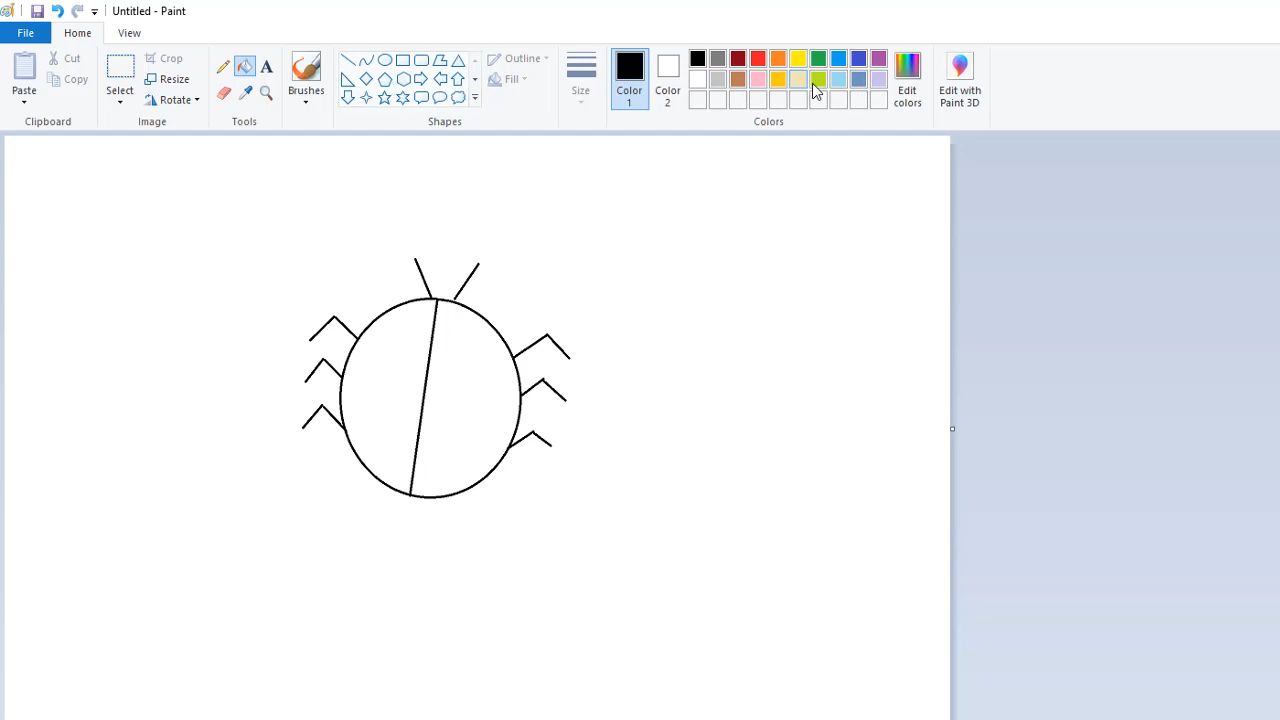 Untitled - Paint
File Home View
Paste
Cut
Copy
Clipboard
Select
Crop
Resize
Rotate
Image
A
Tools
Brushes
Outline
Fill
Shapes
Size
Color 1
Color 2
Edit colors
Colors
Edit with Paint 3D